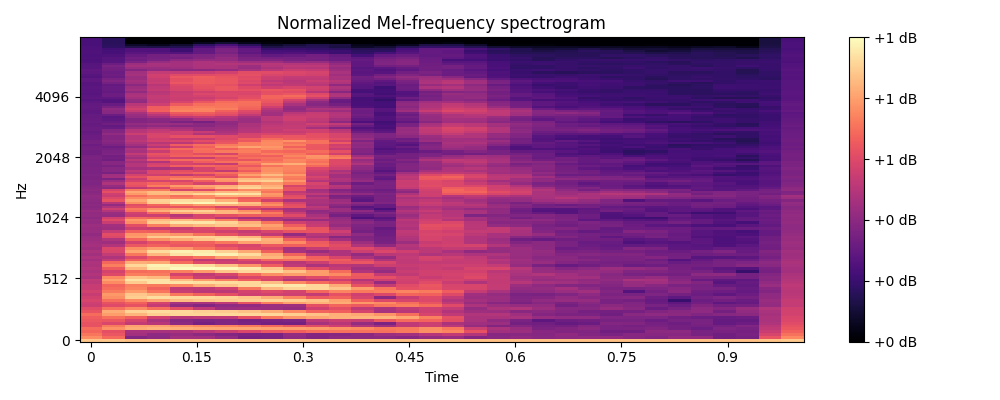 Normalized Mel-frequency spectrogram
Hz
4096
2048
1024
512
0
0 0.15 0.3 0.45 0.6 0.75 0.9
Time
+1 dB
+1 dB
+1 dB
+0 dB
+0 dB
+0 dB